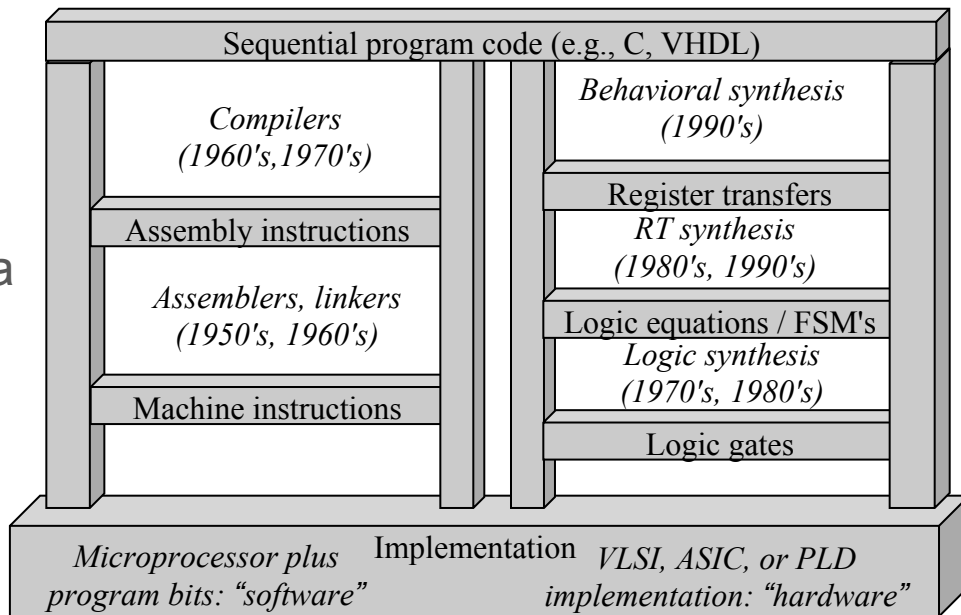 Sequential program code (e.g., C, VHDL)
Compilers
(1960's,1970's)
Assembly instructions
a
Assemblers, linkers
(1950's, 1960's)
Machine instructions
Behavioral synthesis
(1990's)
Register transfers
RT synthesis
(1980's, 1990's)
Logic equations / FSM's
Logic synthesis
(1970's, 1980's)
Logic gates
Implementation
Microprocessor plus
program bits: “software”
VLSI, ASIC, or PLD
implementation: “hardware”